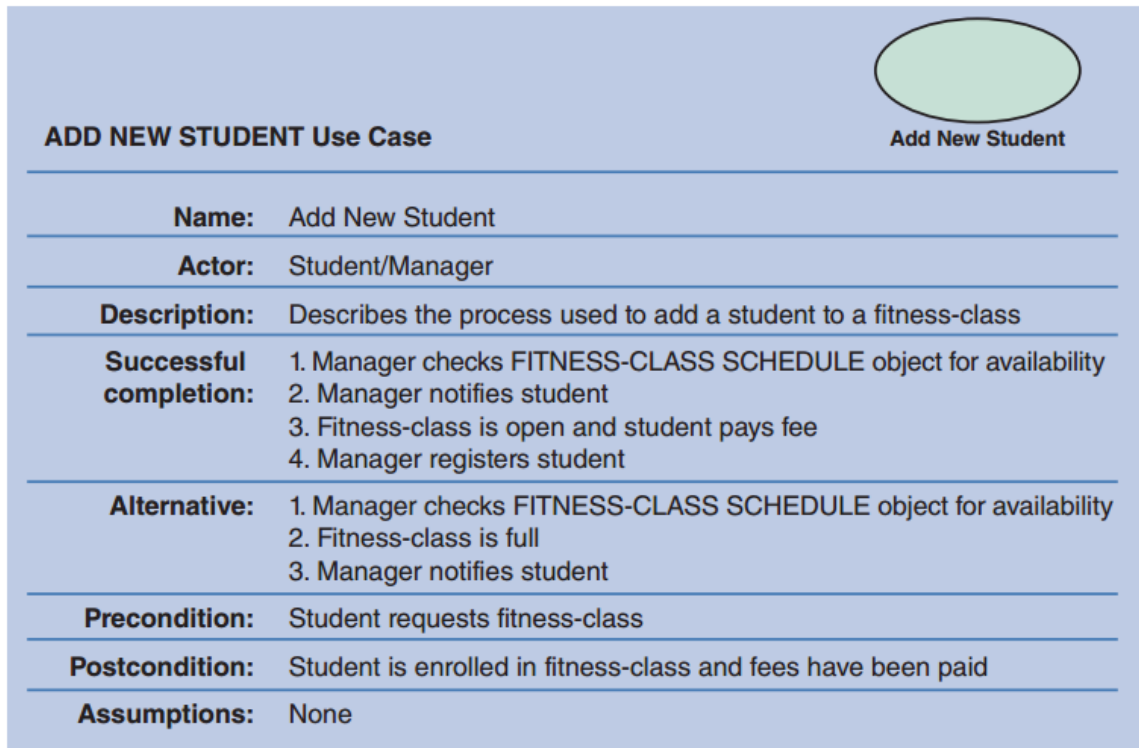 Add New Student
ADD NEW STUDENT Use Case
Name: Add New Student
Actor: Student/Manager
Description: Describes the process used to add a student to a fitness-class
Successful completion: 1. Manager checks FITNESS-CLASS SCHEDULE object for availability
2. Manager notifies student
3. Fitness-class is open and student pays fee
4. Manager registers student
Alternative: 1. Manager checks FITNESS-CLASS SCHEDULE object for availability
2. Fitness-class is full
3. Manager notifies student
Precondition: Student requests fitness-class
Postcondition: Student is enrolled in fitness-class and fees have been paid
Assumptions: None